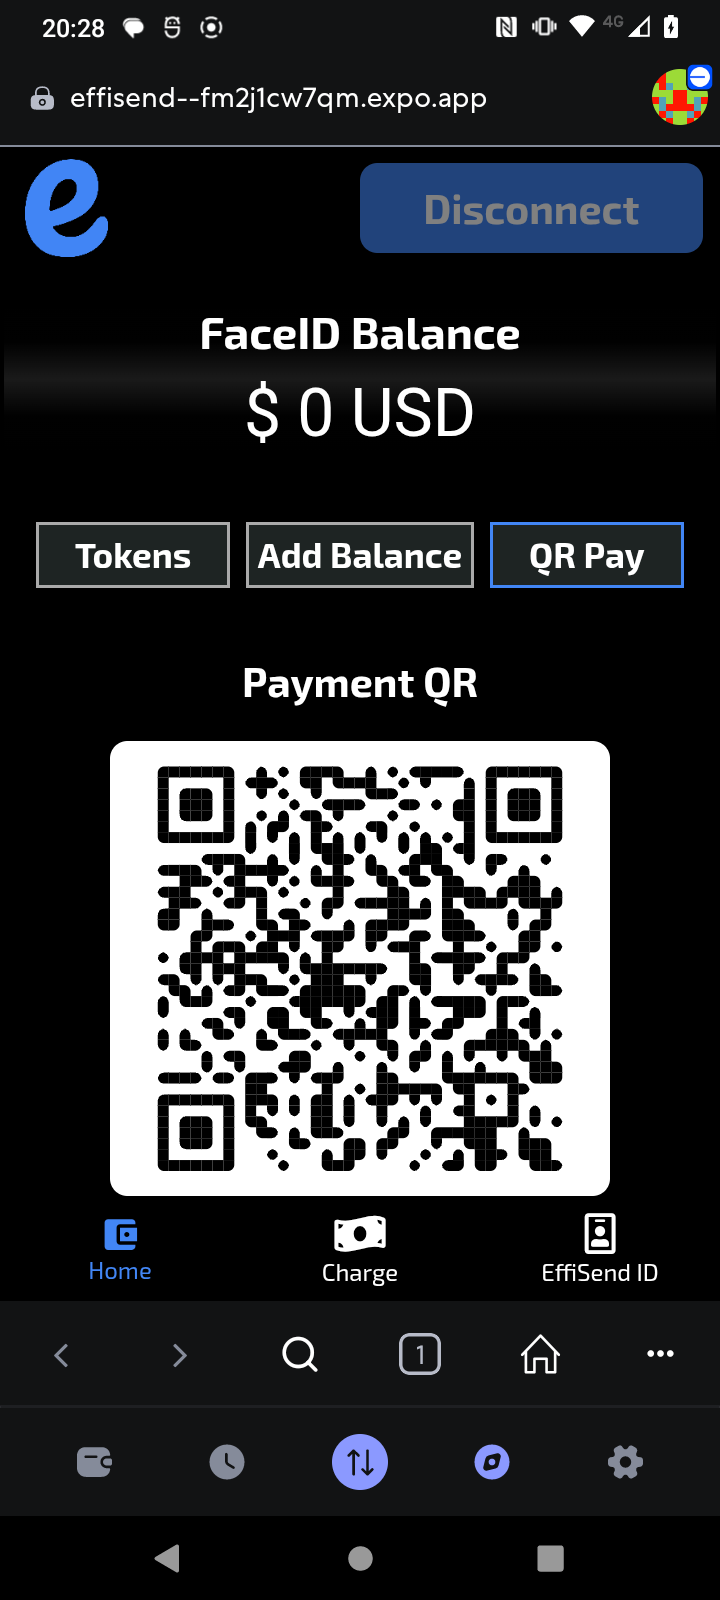 20:28
4G
effisend--fm2j1cw7qm.expo.app
e
Disconnect
FaceID Balance
$ 0 USD
Tokens
Add Balance
QR Pay
Payment QR
Home
Charge
EffiSend ID
1